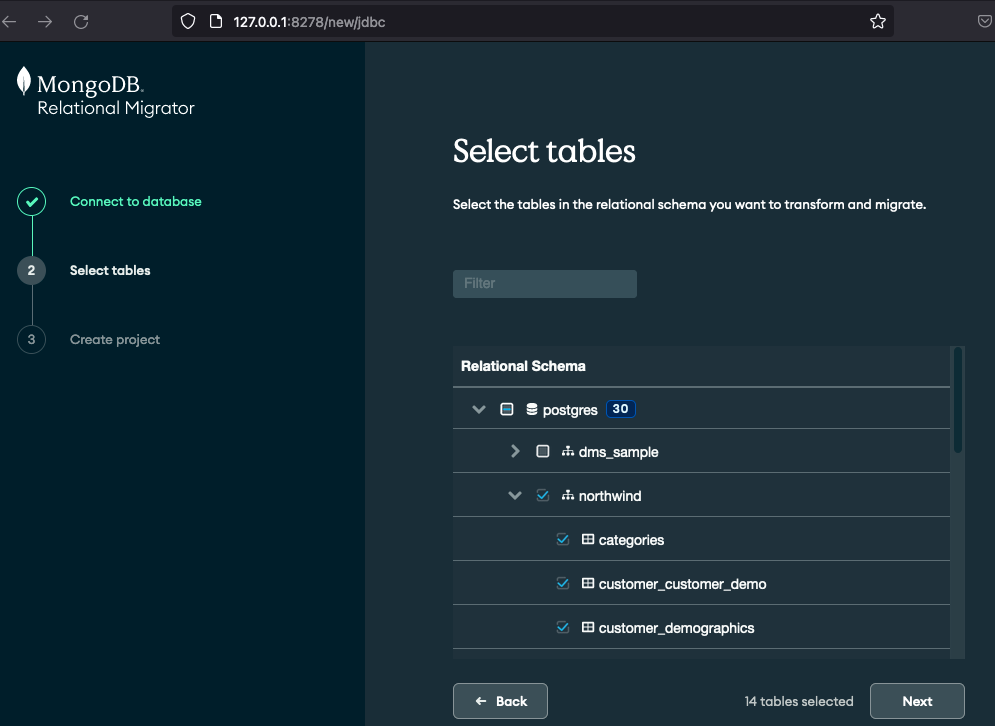 127.0.0.1:8278/new/jdbc
MongoDB.
Relational Migrator
Connect to database
2 Select tables
3 Create project
Select tables
Select the tables in the relational schema you want to transform and migrate.
Filter
Relational Schema
postgres 30
dms_sample
northwind
categories
customer_customer_demo
customer_demographics
← Back 14 tables selected Next